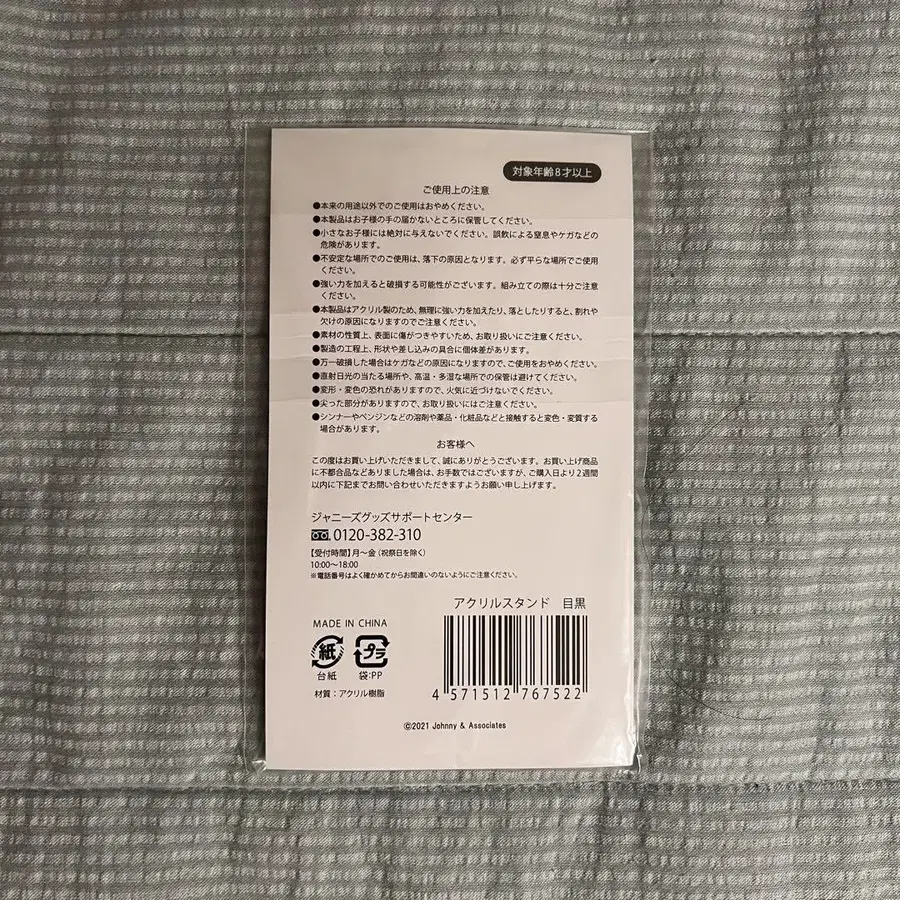 対象年齢8才以上
ご使用上の注意
●本来の用途以外でのご使用はおやめください。
●本製品はお子様の手の届かないところに保管してください。
●小さなお子様には絶対に与えないでください。誤飲による窒息やケガなどの
危険があります。
●不安定な場所でのご使用は、落下の原因となります。必ず平らな場所でご使用
ください。
●強い力を加えると破損する可能性がございます。組み立ての際は十分ご注意
ください。
●本製品はアクリル製のため、無理に強い力を加えたり、落としたりすると、割れや
欠けの原因になりますのでご注意ください。
●素材の性質上、表面に傷がつきやすいため、お取り扱いにご注意ください。
●製造の工程上、形状や差し込みの具合に個体差があります。
●万一破損した場合はケガなどの原因になりますので、ご使用をおやめください。
●直射日光の当たる場所や、高温・多湿な場所での保管は避けてください。
●変形・変色の恐れがありますので、火気に近づけないでください。
●尖った部分がありますので、お取り扱いにはご注意ください。
●シンナーやベンジンなどの溶剤や薬品・化粧品などと接触すると変色・変質する
場合があります。
お客様へ
この度はお買い上げいただきまして、誠にありがとうございます。お買い上げ商品
に不都合品などありました場合は、お手数ではございますが、ご購入日より2週間
以内に下記までお問い合わせいただきますようお願い申し上げます。
ジャニーズグッズサポートセンター
0120-382-310
【受付時間】月〜金（祝祭日を除く）
10:00〜18:00
※電話番号はよく確かめてからお間違いのないようにご注意ください。
アクリルスタンド 目黒
MADE IN CHINA
紙
プラ
台紙
袋:PP
材質：アクリル樹脂
4 571512 767522
©2021 Johnny & Associates